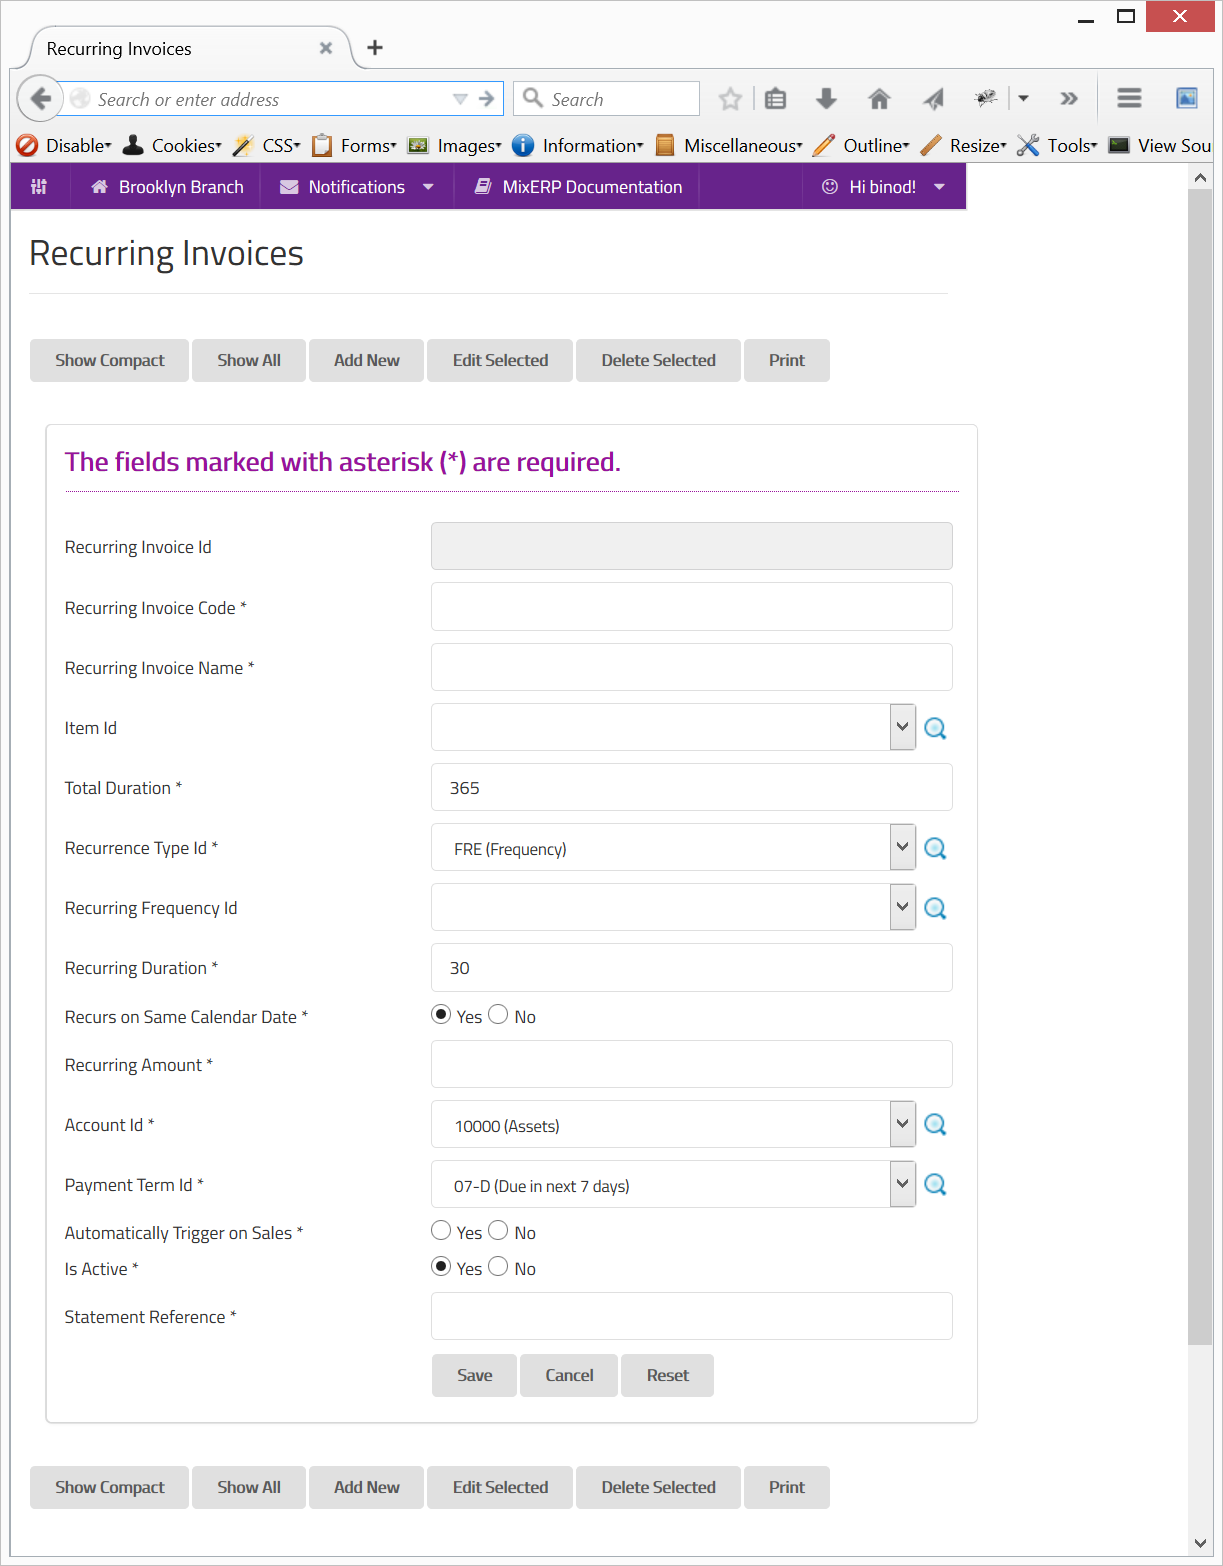 Recurring Invoices
Search or enter address
Search
Disable Cookies CSS Forms Images Information Miscellaneous Outline Resize Tools View Sou
Brooklyn Branch Notifications MixERP Documentation Hi binod!
Recurring Invoices
Show Compact Show All Add New Edit Selected Delete Selected Print
The fields marked with asterisk (*) are required.
Recurring Invoice Id
Recurring Invoice Code *
Recurring Invoice Name *
Item Id
Total Duration * 365
Recurrence Type Id * FRE (Frequency)
Recurring Frequency Id
Recurring Duration * 30
Recurs on Same Calendar Date * Yes No
Recurring Amount *
Account Id * 10000 (Assets)
Payment Term Id * 07-D (Due in next 7 days)
Automatically Trigger on Sales * Yes No
Is Active * Yes No
Statement Reference *
Save Cancel Reset
Show Compact Show All Add New Edit Selected Delete Selected Print